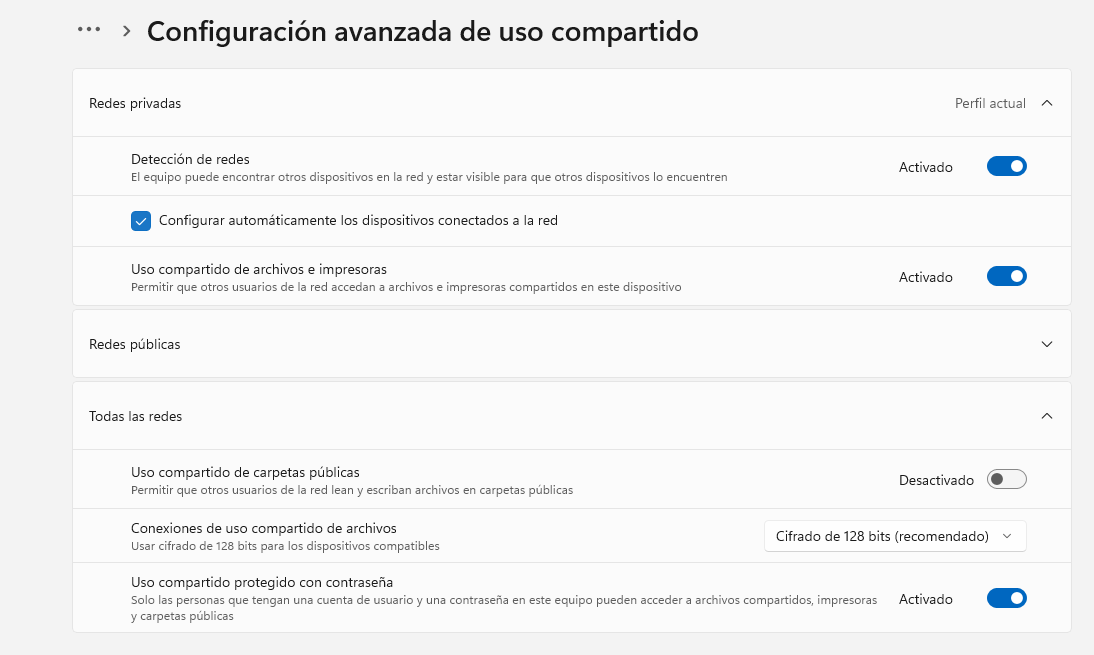 ... > Configuración avanzada de uso compartido
Redes privadas Perfil actual
Detección de redes
El equipo puede encontrar otros dispositivos en la red y estar visible para que otros dispositivos lo encuentren
Activado
Configurar automáticamente los dispositivos conectados a la red
Uso compartido de archivos e impresoras
Permitir que otros usuarios de la red accedan a archivos e impresoras compartidos en este dispositivo
Activado
Redes públicas
Todas las redes
Uso compartido de carpetas públicas
Permitir que otros usuarios de la red lean y escriban archivos en carpetas públicas
Desactivado
Conexiones de uso compartido de archivos
Usar cifrado de 128 bits para los dispositivos compatibles
Cifrado de 128 bits (recomendado)
Uso compartido protegido con contraseña
Solo las personas que tengan una cuenta de usuario y una contraseña en este equipo pueden acceder a archivos compartidos, impresoras
y carpetas públicas
Activado